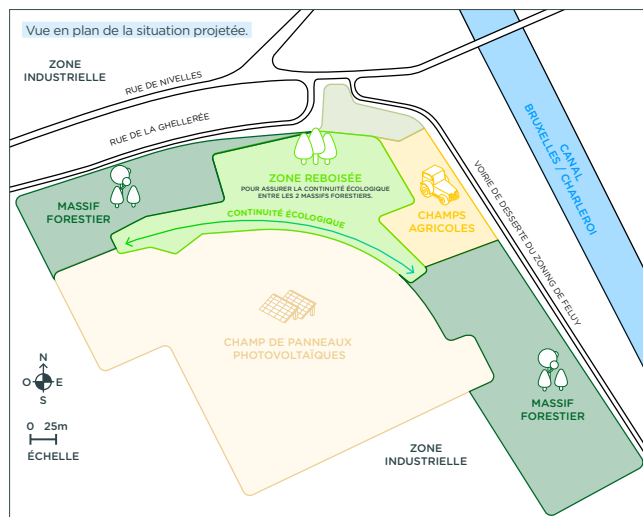 Vue en plan de la situation projetée.
ZONE
INDUSTRIELLE
RUE DE NIVELLES
RUE DE LA GHELLERÉE
CANAL
BRUXELLES / CHARLEROI
VOIRIE DE DESSERTE DU ZONING DE FELUY
ZONE REBOISÉE
POUR ASSURER LA CONTINUITÉ ÉCOLOGIQUE
ENTRE LES 2 MASSIFS FORESTIERS.
MASSIF
FORESTIER
CONTINUITÉ ÉCOLOGIQUE
CHAMPS
AGRICOLES
CHAMP DE PANNEAUX
PHOTOVOLTAÏQUES
N
O E
S
0 25m
ÉCHELLE
MASSIF
FORESTIER
ZONE
INDUSTRIELLE